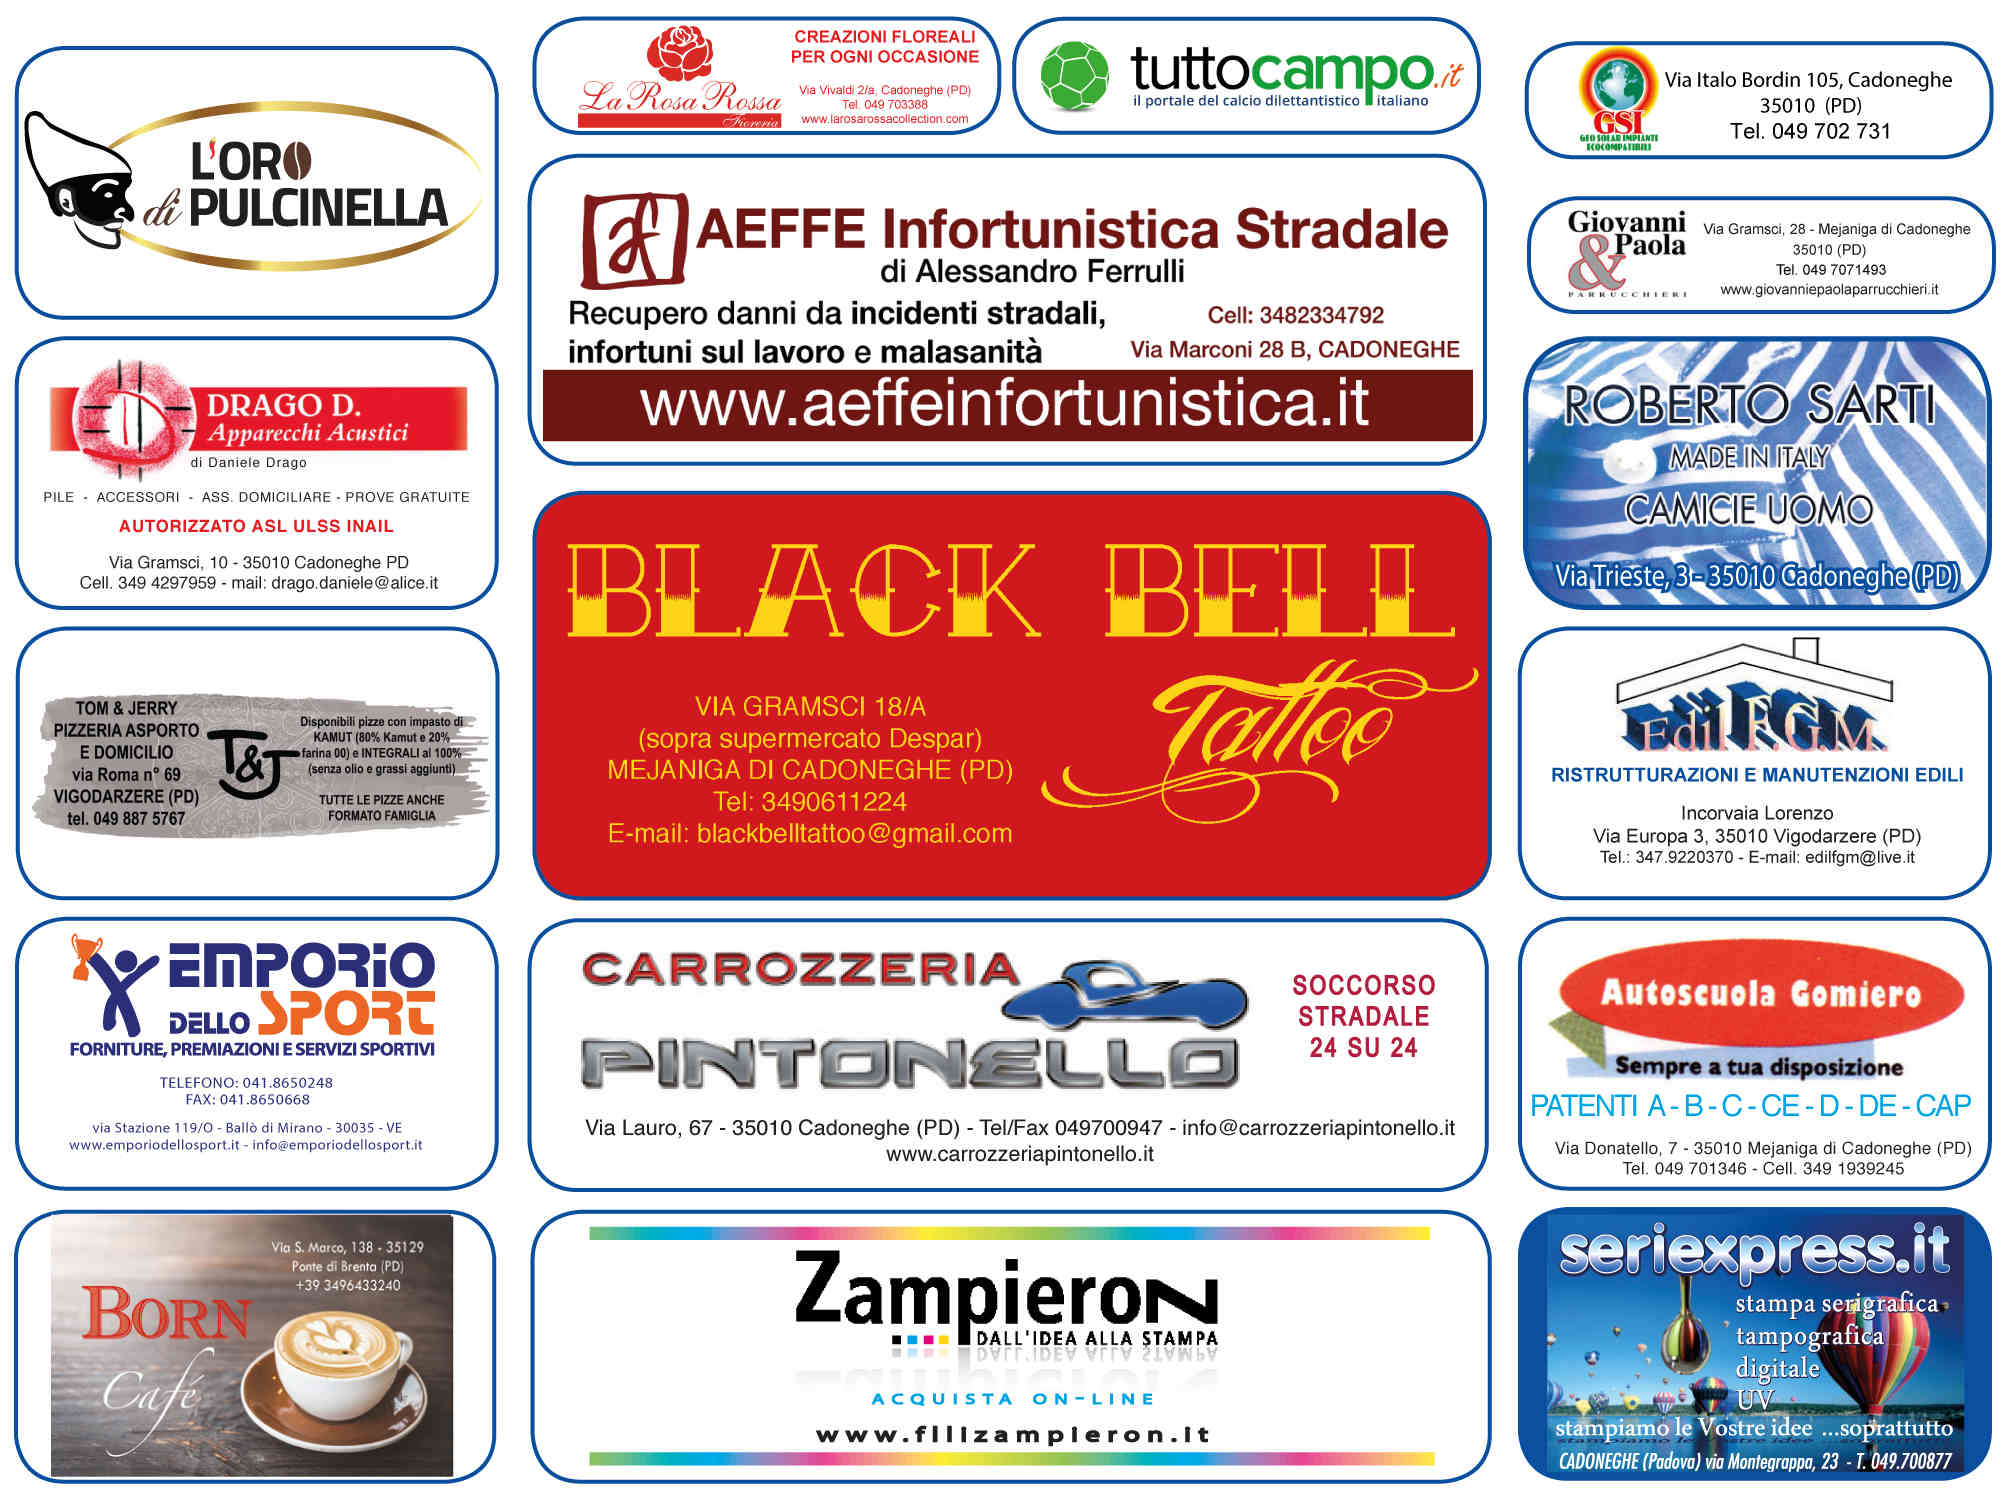 L'ORO
di PULCINELLA
DRAGO D.
Apparecchi Acustici
di Daniele Drago
PILE - ACCESSORI - ASS. DOMICILIARE - PROVE GRATUITE
AUTORIZZATO ASL ULSS INAIL
Via Gramsci, 10 - 35010 Cadoneghe PD
Cell. 349 4297959 - mail: drago.daniele@alice.it
TOM & JERRY
PIZZERIA ASPORTO
E DOMICILIO
via Roma n° 69
VIGODARZERE (PD)
tel. 049 887 5767
T&J
Disponibili pizze con impasto di
KAMUT (80% Kamut e 20%
farina 00) e INTEGRALI al 100%
(senza olio e grassi aggiunti)
TUTTE LE PIZZE ANCHE
FORMATO FAMIGLIA
EMPORIO
DELLO SPORT
FORNITURE, PREMIAZIONI E SERVIZI SPORTIVI
TELEFONO: 041.8650248
FAX: 041.8650668
via Stazione 119/O - Ballò di Mirano - 30035 - VE
www.emporiodellosport.it - info@emporiodellosport.it
Via S. Marco, 138 - 35129
Ponte di Brenta (PD)
+39 3496433240
BORN
Café
La Rosa Rossa
Fioreria
CREAZIONI FLOREALI
PER OGNI OCCASIONE
Via Vivaldi 2/a, Cadoneghe (PD)
Tel. 049 703388
www.larosarossacollection.com
tuttocampo.it
il portale del calcio dilettantistico italiano
af
AEFFE Infortunistica Stradale
di Alessandro Ferrulli
Recupero danni da incidenti stradali,
infortuni sul lavoro e malasanità
Cell: 3482334792
Via Marconi 28 B, CADONEGHE
www.aeffeinfortunistica.it
BLACK BELL
Tattoo
VIA GRAMSCI 18/A
(sopra supermercato Despar)
MEJANIGA DI CADONEGHE (PD)
Tel: 3490611224
E-mail: blackbelltattoo@gmail.com
CARROZZERIA
PINTONELLO
SOCCORSO
STRADALE
24 SU 24
Via Lauro, 67 - 35010 Cadoneghe (PD) - Tel/Fax 049700947 - info@carrozzeriapintonello.it
www.carrozzeriapintonello.it
ZampieroN
DALL'IDEA ALLA STAMPA
ACQUISTA ON-LINE
www.fllizampieron.it
GSI
GEO SOLAR IMPIANTI
ECOCOMPATIBILI
Via Italo Bordin 105, Cadoneghe
35010 (PD)
Tel. 049 702 731
Giovanni
& Paola
PARRUCCHIERI
Via Gramsci, 28 - Mejaniga di Cadoneghe
35010 (PD)
Tel. 049 7071493
www.giovanniepaolaparrucchieri.it
ROBERTO SARTI
MADE IN ITALY
CAMICIE UOMO
Via Trieste, 3 - 35010 Cadoneghe (PD)
Edil F.G.M.
RISTRUTTURAZIONI E MANUTENZIONI EDILI
Incorvaia Lorenzo
Via Europa 3, 35010 Vigodarzere (PD)
Tel.: 347.9220370 - E-mail: edilfgm@live.it
Autoscuola Gomiero
Sempre a tua disposizione
PATENTI A - B - C - CE - D - DE - CAP
Via Donatello, 7 - 35010 Mejaniga di Cadoneghe (PD)
Tel. 049 701346 - Cell. 349 1939245
seriexpress.it
stampa serigrafica
tampografica
digitale
UV
stampiamo le Vostre idee ...soprattutto
CADONEGHE (Padova) via Montegrappa, 23 - T. 049.700877